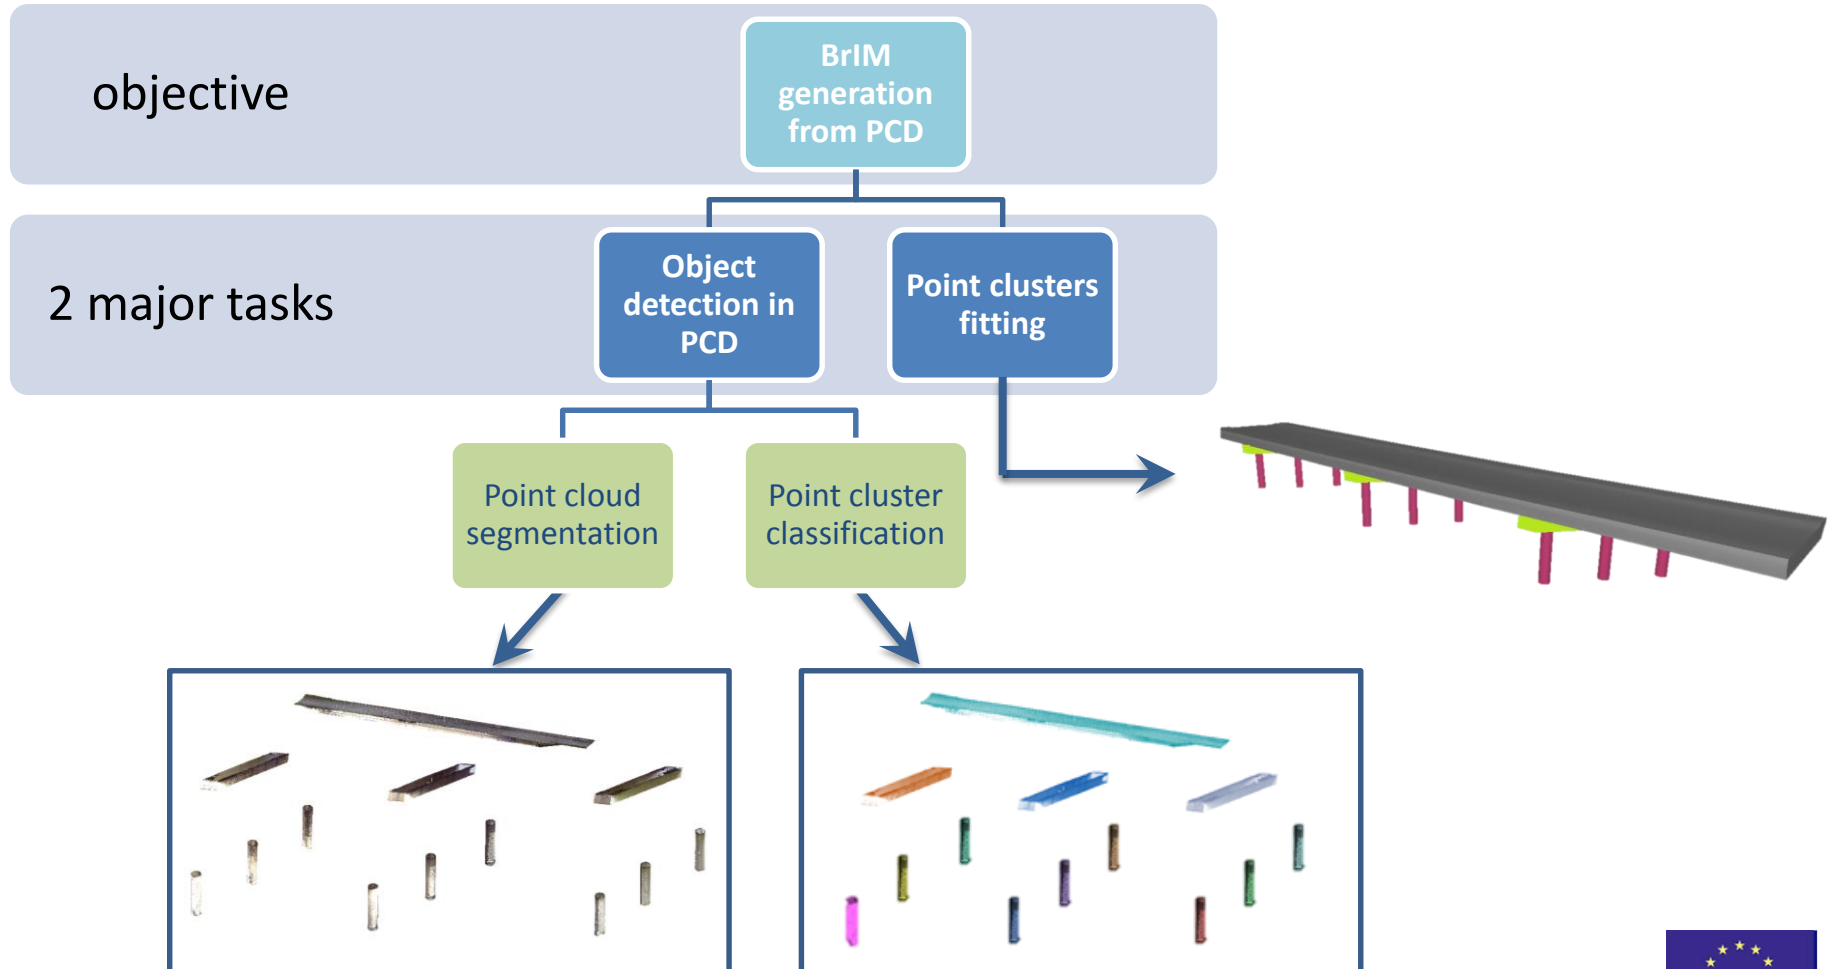 objective
BrIM
generation
from PCD
2 major tasks
Object
detection in
PCD
Point clusters
fitting
Point cloud
segmentation
Point cluster
classification